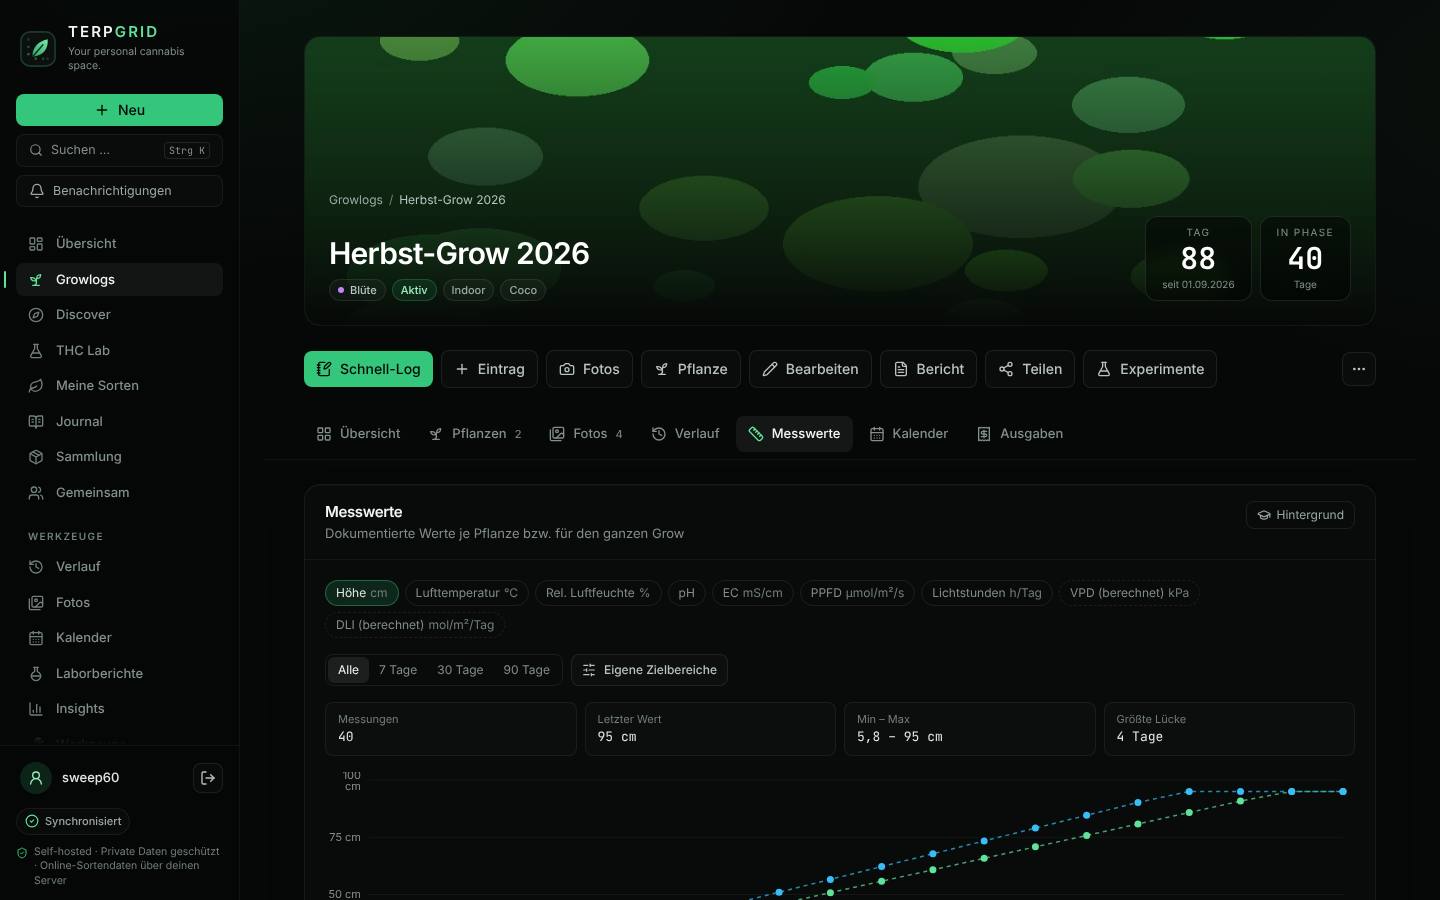 TERPGRID
Your personal cannabis
space.
Neu
Suchen ...
Strg K
Benachrichtigungen
Übersicht
Growlogs
Discover
THC Lab
Meine Sorten
Journal
Sammlung
Gemeinsam
WERKZEUGE
Verlauf
Fotos
Kalender
Laborberichte
Insights
sweep60
Synchronisiert
Self-hosted · Private Daten geschützt
· Online-Sortendaten über deinen
Server
Growlogs / Herbst-Grow 2026
Herbst-Grow 2026
Blüte Aktiv Indoor Coco
TAG
88
seit 01.09.2026
IN PHASE
40
Tage
Schnell-Log Eintrag Fotos Pflanze Bearbeiten Bericht Teilen Experimente
Übersicht Pflanzen 2 Fotos 4 Verlauf Messwerte Kalender Ausgaben
Messwerte
Dokumentierte Werte je Pflanze bzw. für den ganzen Grow
Hintergrund
Höhe cm Lufttemperatur °C Rel. Luftfeuchte % pH EC mS/cm PPFD µmol/m²/s Lichtstunden h/Tag VPD (berechnet) kPa
DLI (berechnet) mol/m²/Tag
Alle 7 Tage 30 Tage 90 Tage Eigene Zielbereiche
Messungen
40
Letzter Wert
95 cm
Min – Max
5,8 – 95 cm
Größte Lücke
4 Tage
100
cm
75 cm
50 cm